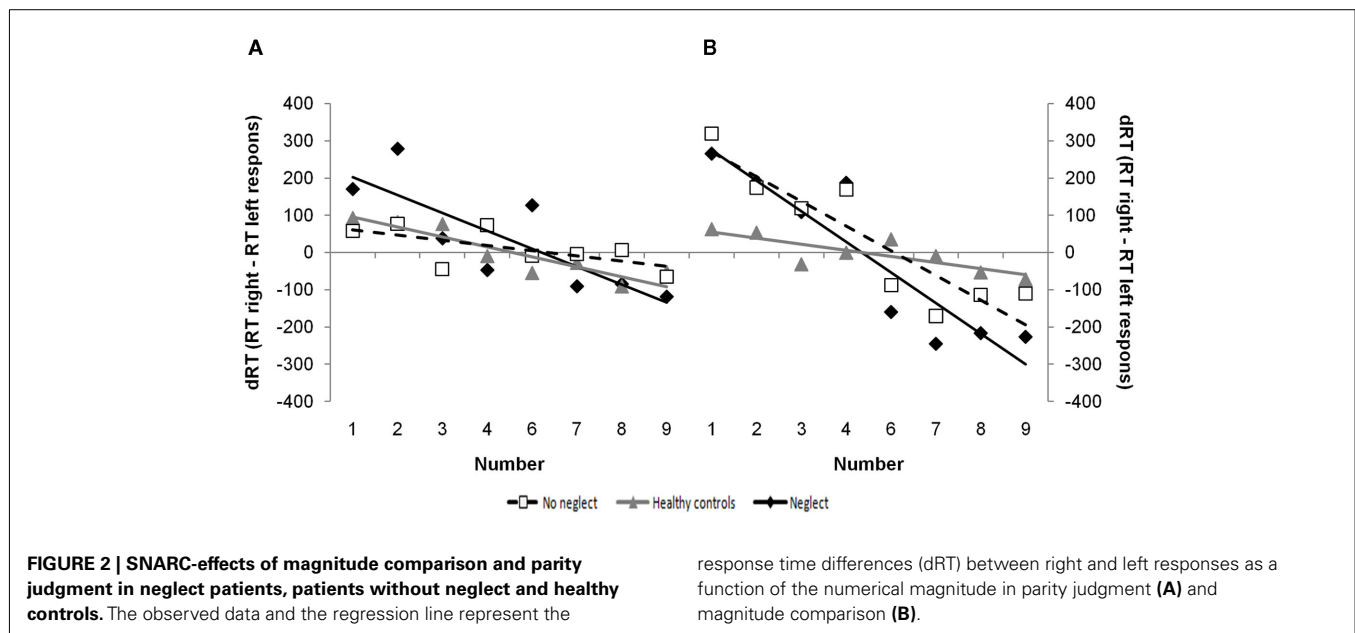 A
B
400
300
200
100
0
-100
-200
-300
-400
dRT (RT right - RT left respons)
1 2 3 4 6 7 8 9
Number
400
300
200
100
0
-100
-200
-300
-400
dRT (RT right - RT left respons)
1 2 3 4 6 7 8 9
Number
No neglect Healthy controls Neglect
FIGURE 2 | SNARC-effects of magnitude comparison and parity
judgment in neglect patients, patients without neglect and healthy
controls. The observed data and the regression line represent the
response time differences (dRT) between right and left responses as a
function of the numerical magnitude in parity judgment (A) and
magnitude comparison (B).